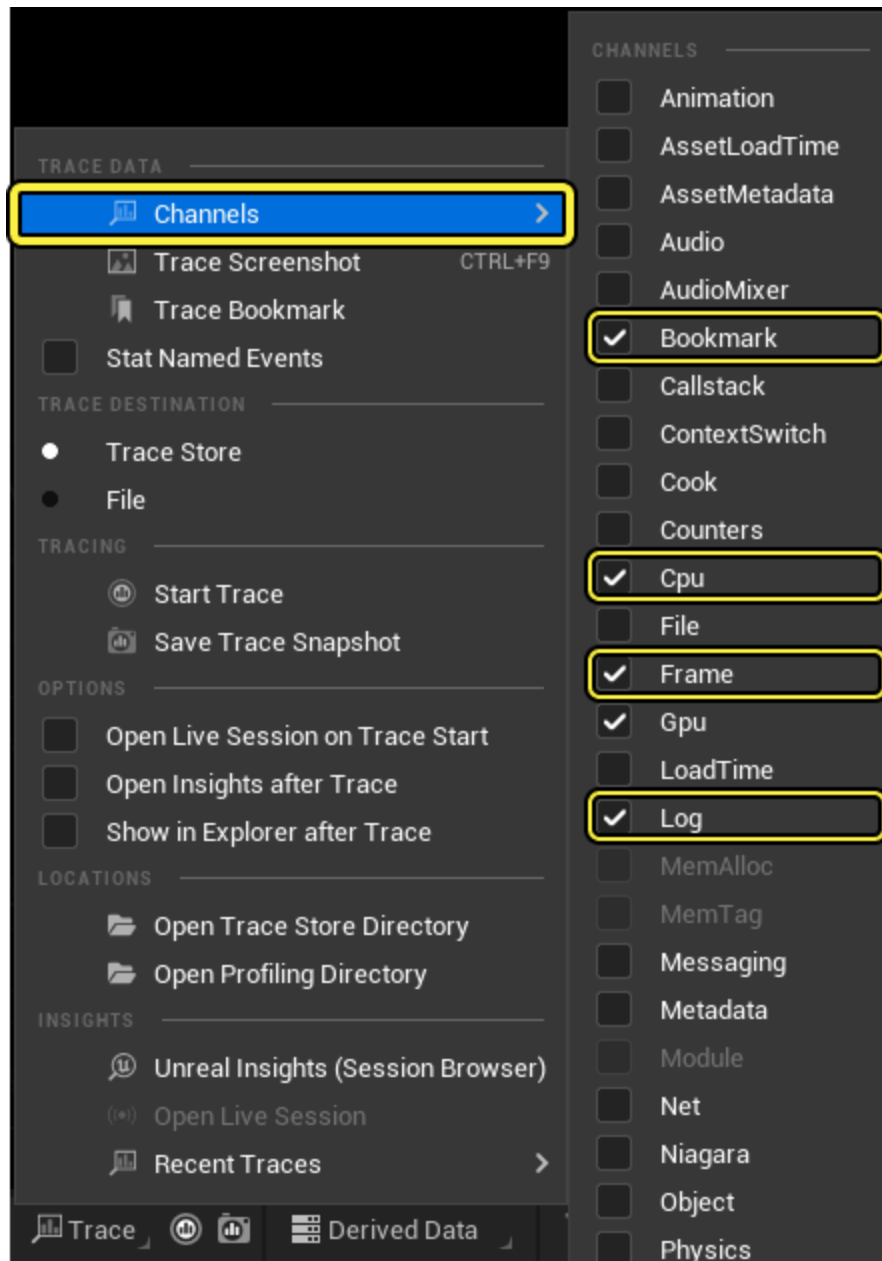 TRACE DATA
Channels
Trace Screenshot CTRL+F9
Trace Bookmark
Stat Named Events
TRACE DESTINATION
Trace Store
File
TRACING
Start Trace
Save Trace Snapshot
OPTIONS
Open Live Session on Trace Start
Open Insights after Trace
Show in Explorer after Trace
LOCATIONS
Open Trace Store Directory
Open Profiling Directory
INSIGHTS
Unreal Insights (Session Browser)
Open Live Session
Recent Traces
Trace
Derived Data
CHANNELS
Animation
AssetLoadTime
AssetMetadata
Audio
AudioMixer
Bookmark
Callstack
ContextSwitch
Cook
Counters
Cpu
File
Frame
Gpu
LoadTime
Log
MemAlloc
MemTag
Messaging
Metadata
Module
Net
Niagara
Object
Physics